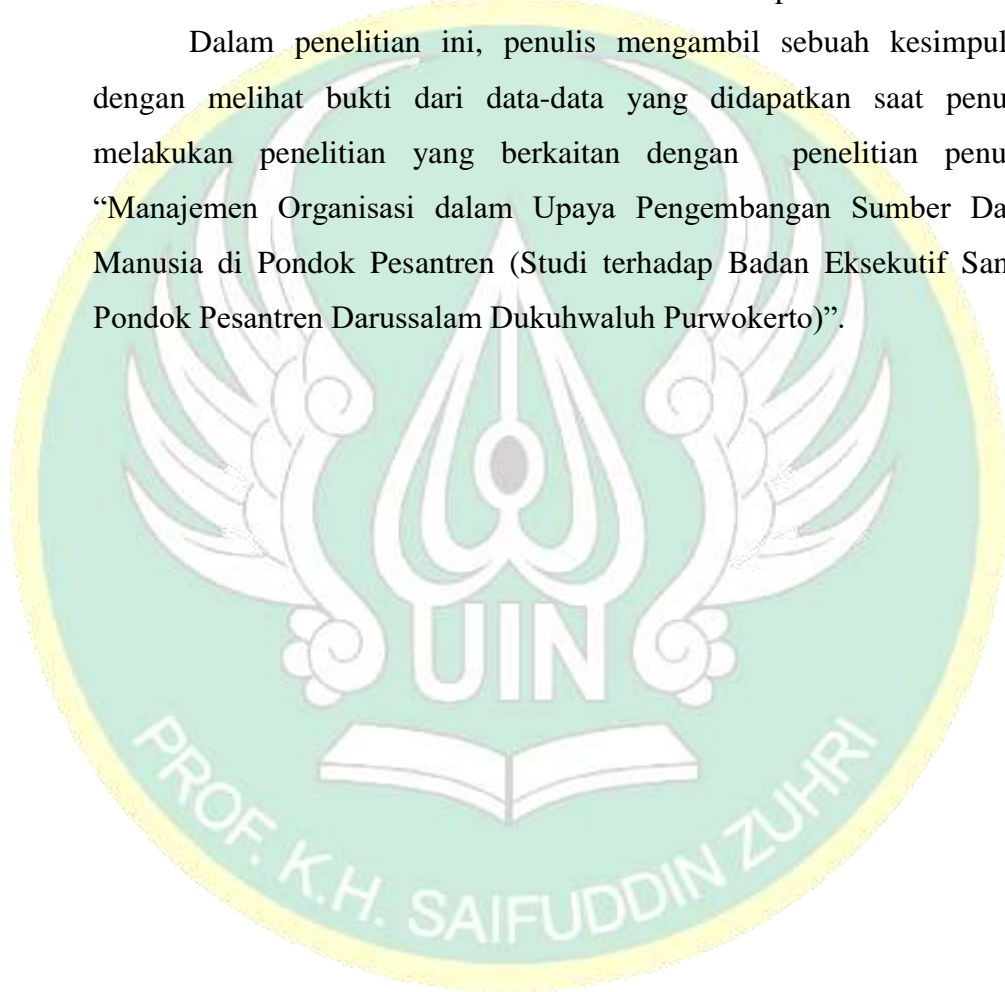 Dalam penelitian ini, penulis mengambil sebuah kesimpul
dengan melihat bukti dari data-data yang didapatkan saat penu
melakukan penelitian yang berkaitan dengan penelitian penu
“Manajemen Organisasi dalam Upaya Pengembangan Sumber Da
Manusia di Pondok Pesantren (Studi terhadap Badan Eksekutif San
Pondok Pesantren Darussalam Dukuhwaluh Purwokerto)”.
UIN
PROF. K.H. SAIFUDDIN ZUHRI